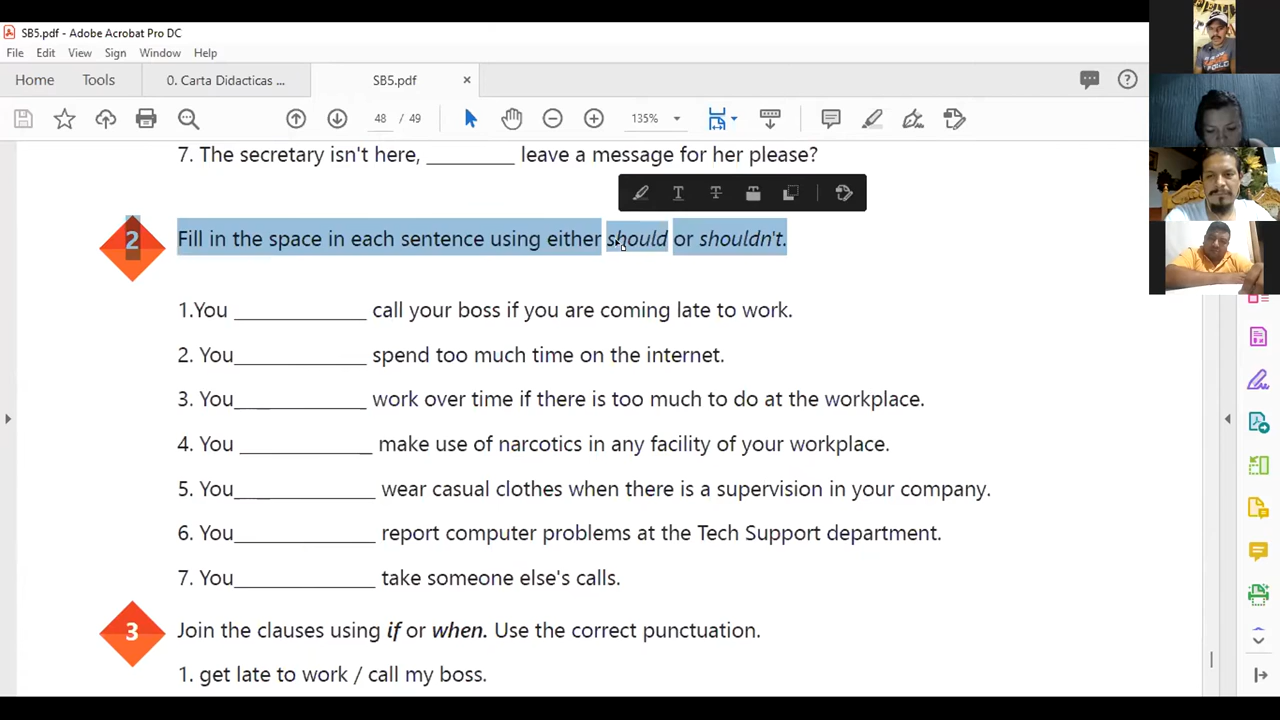 SB5.pdf - Adobe Acrobat Pro DC
File Edit View Sign Window Help
Home Tools 0. Carta Didacticas ... SB5.pdf ×
48 / 49 135%
7. The secretary isn't here, _________ leave a message for her please?
2 Fill in the space in each sentence using either should or shouldn't.
1.You _____________ call your boss if you are coming late to work.
2. You_____________ spend too much time on the internet.
3. You_____________ work over time if there is too much to do at the workplace.
4. You _____________ make use of narcotics in any facility of your workplace.
5. You______________ wear casual clothes when there is a supervision in your company.
6. You______________ report computer problems at the Tech Support department.
7. You______________ take someone else's calls.
3 Join the clauses using if or when. Use the correct punctuation.
1. get late to work / call my boss.